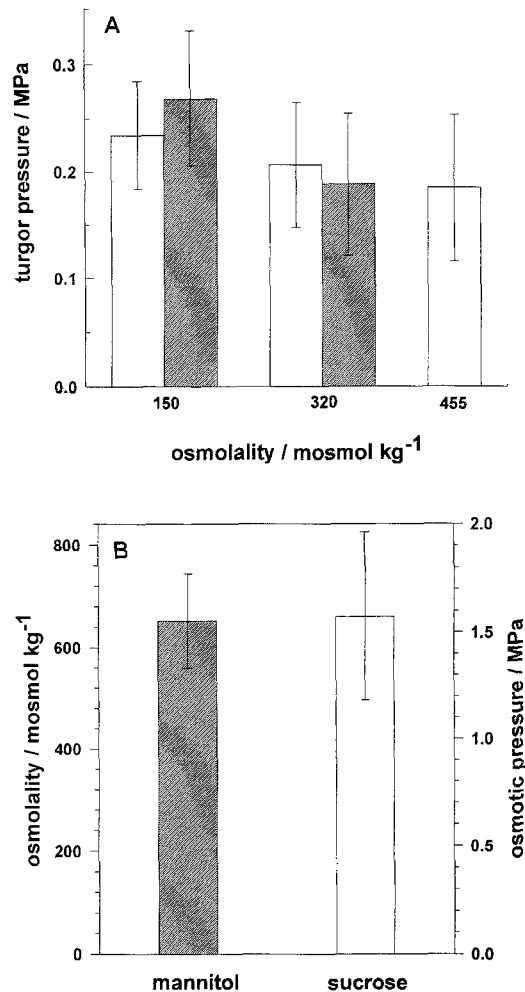 A
turgor pressure / MPa
0.3
0.2
0.1
0.0
150 320 455
osmolality / mosmol kg-1
B
osmolality / mosmol kg-1
800
600
400
200
0
2.0
1.5
1.0
0.5
0.0
osmotic pressure / MPa
mannitol sucrose